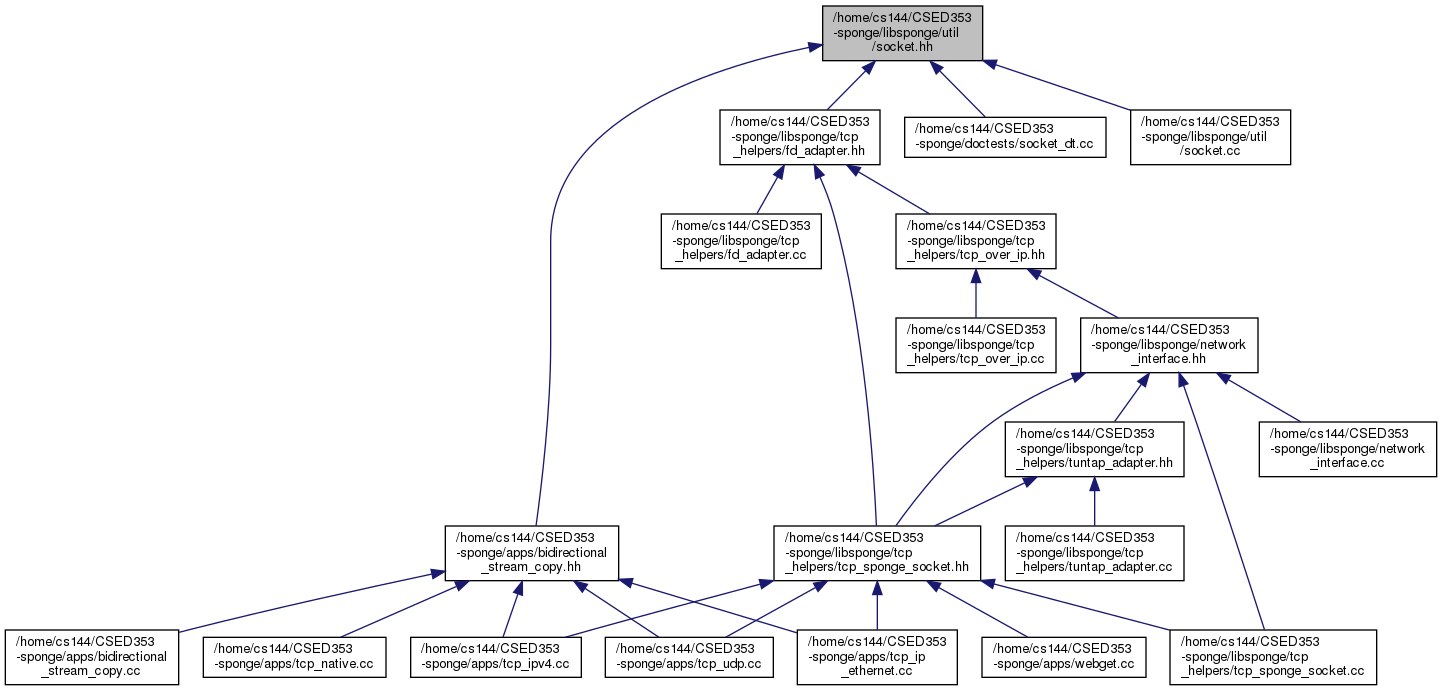 /home/cs144/CSED353
-sponge/libsponge/util
/socket.hh
/home/cs144/CSED353
-sponge/libsponge/tcp
_helpers/fd_adapter.hh
/home/cs144/CSED353
-sponge/doctests/socket_dt.cc
/home/cs144/CSED353
-sponge/libsponge/util
/socket.cc
/home/cs144/CSED353
-sponge/libsponge/tcp
_helpers/fd_adapter.cc
/home/cs144/CSED353
-sponge/libsponge/tcp
_helpers/tcp_over_ip.hh
/home/cs144/CSED353
-sponge/libsponge/tcp
_helpers/tcp_over_ip.cc
/home/cs144/CSED353
-sponge/libsponge/network
_interface.hh
/home/cs144/CSED353
-sponge/libsponge/tcp
_helpers/tuntap_adapter.hh
/home/cs144/CSED353
-sponge/libsponge/network
_interface.cc
/home/cs144/CSED353
-sponge/apps/bidirectional
_stream_copy.hh
/home/cs144/CSED353
-sponge/libsponge/tcp
_helpers/tcp_sponge_socket.hh
/home/cs144/CSED353
-sponge/libsponge/tcp
_helpers/tuntap_adapter.cc
/home/cs144/CSED353
-sponge/apps/bidirectional
_stream_copy.cc
/home/cs144/CSED353
-sponge/apps/tcp_native.cc
/home/cs144/CSED353
-sponge/apps/tcp_ipv4.cc
/home/cs144/CSED353
-sponge/apps/tcp_udp.cc
/home/cs144/CSED353
-sponge/apps/tcp_ip
_ethernet.cc
/home/cs144/CSED353
-sponge/apps/webget.cc
/home/cs144/CSED353
-sponge/libsponge/tcp
_helpers/tcp_sponge_socket.cc